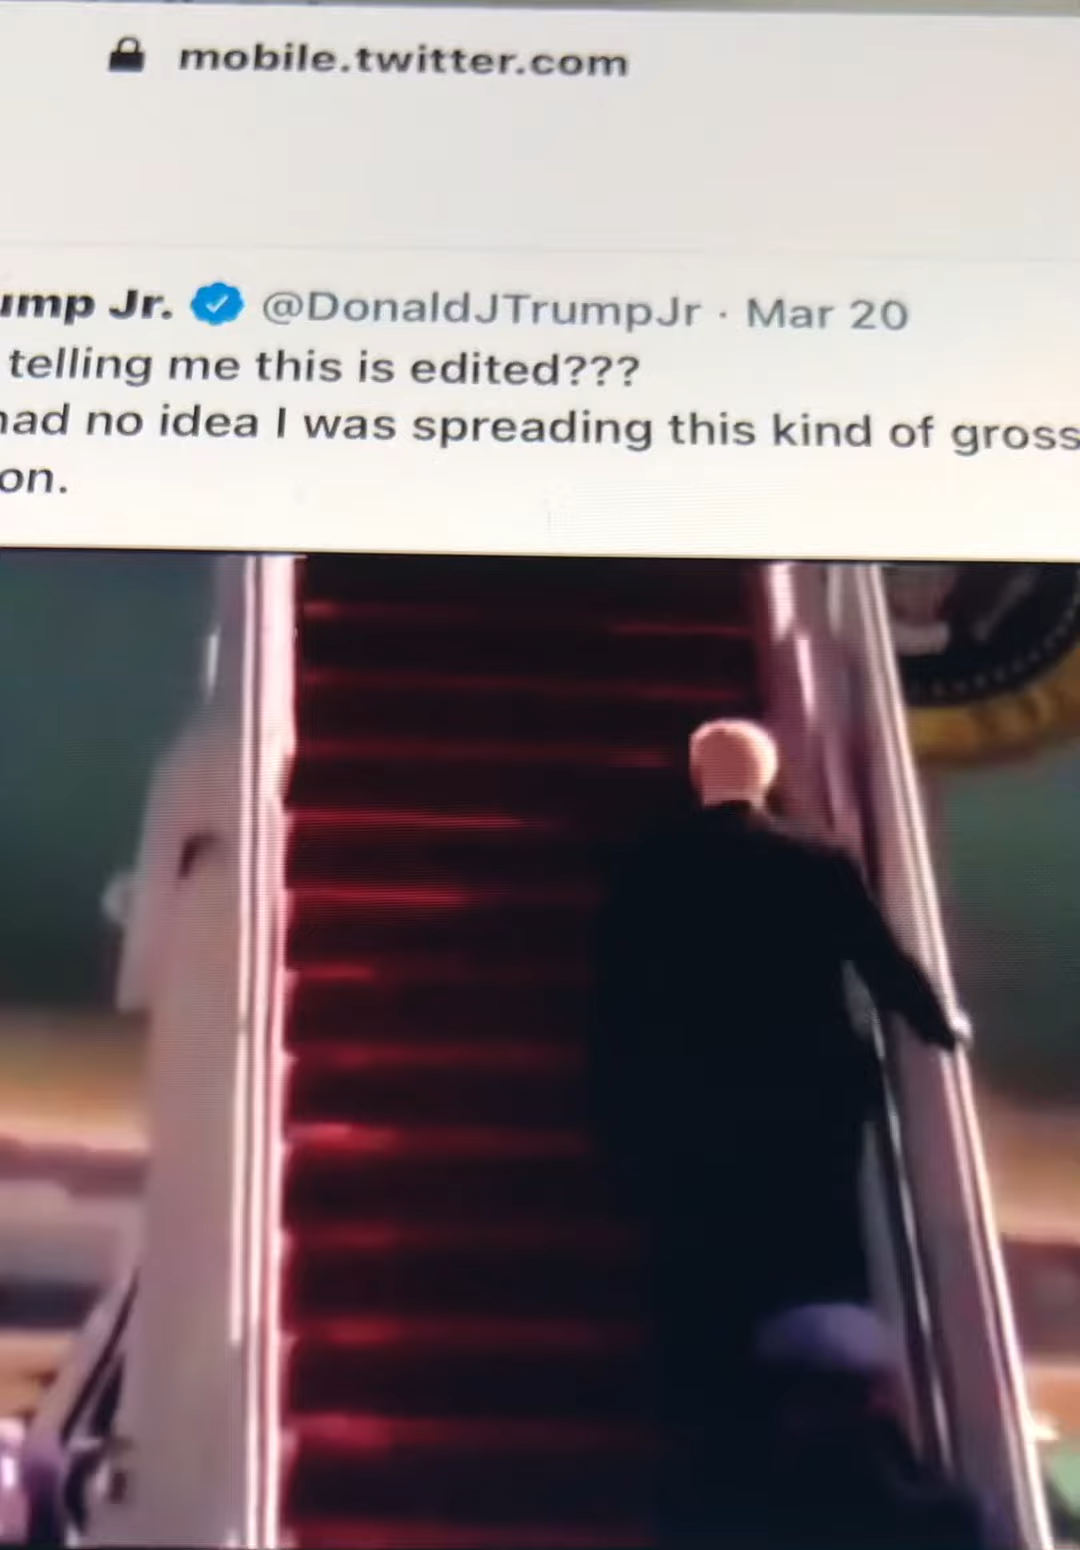 mobile.twitter.com
ump Jr. @DonaldJTrumpJr · Mar 20
telling me this is edited???
had no idea I was spreading this kind of gross
on.